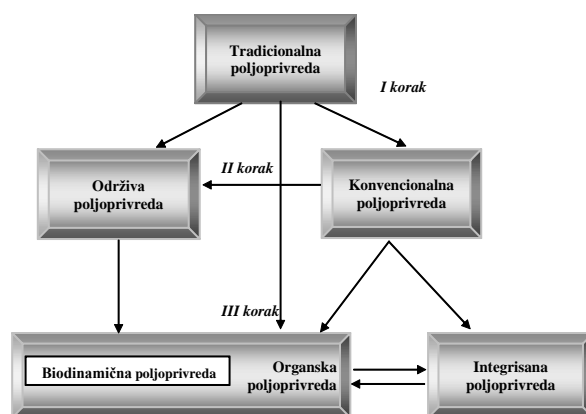 Tradicionalna
poljoprivreda
I korak
Održiva
poljoprivreda
II korak
Konvencionalna
poljoprivreda
III korak
Biodinamična poljoprivreda
Organska
poljoprivreda
Integrisana
poljoprivreda